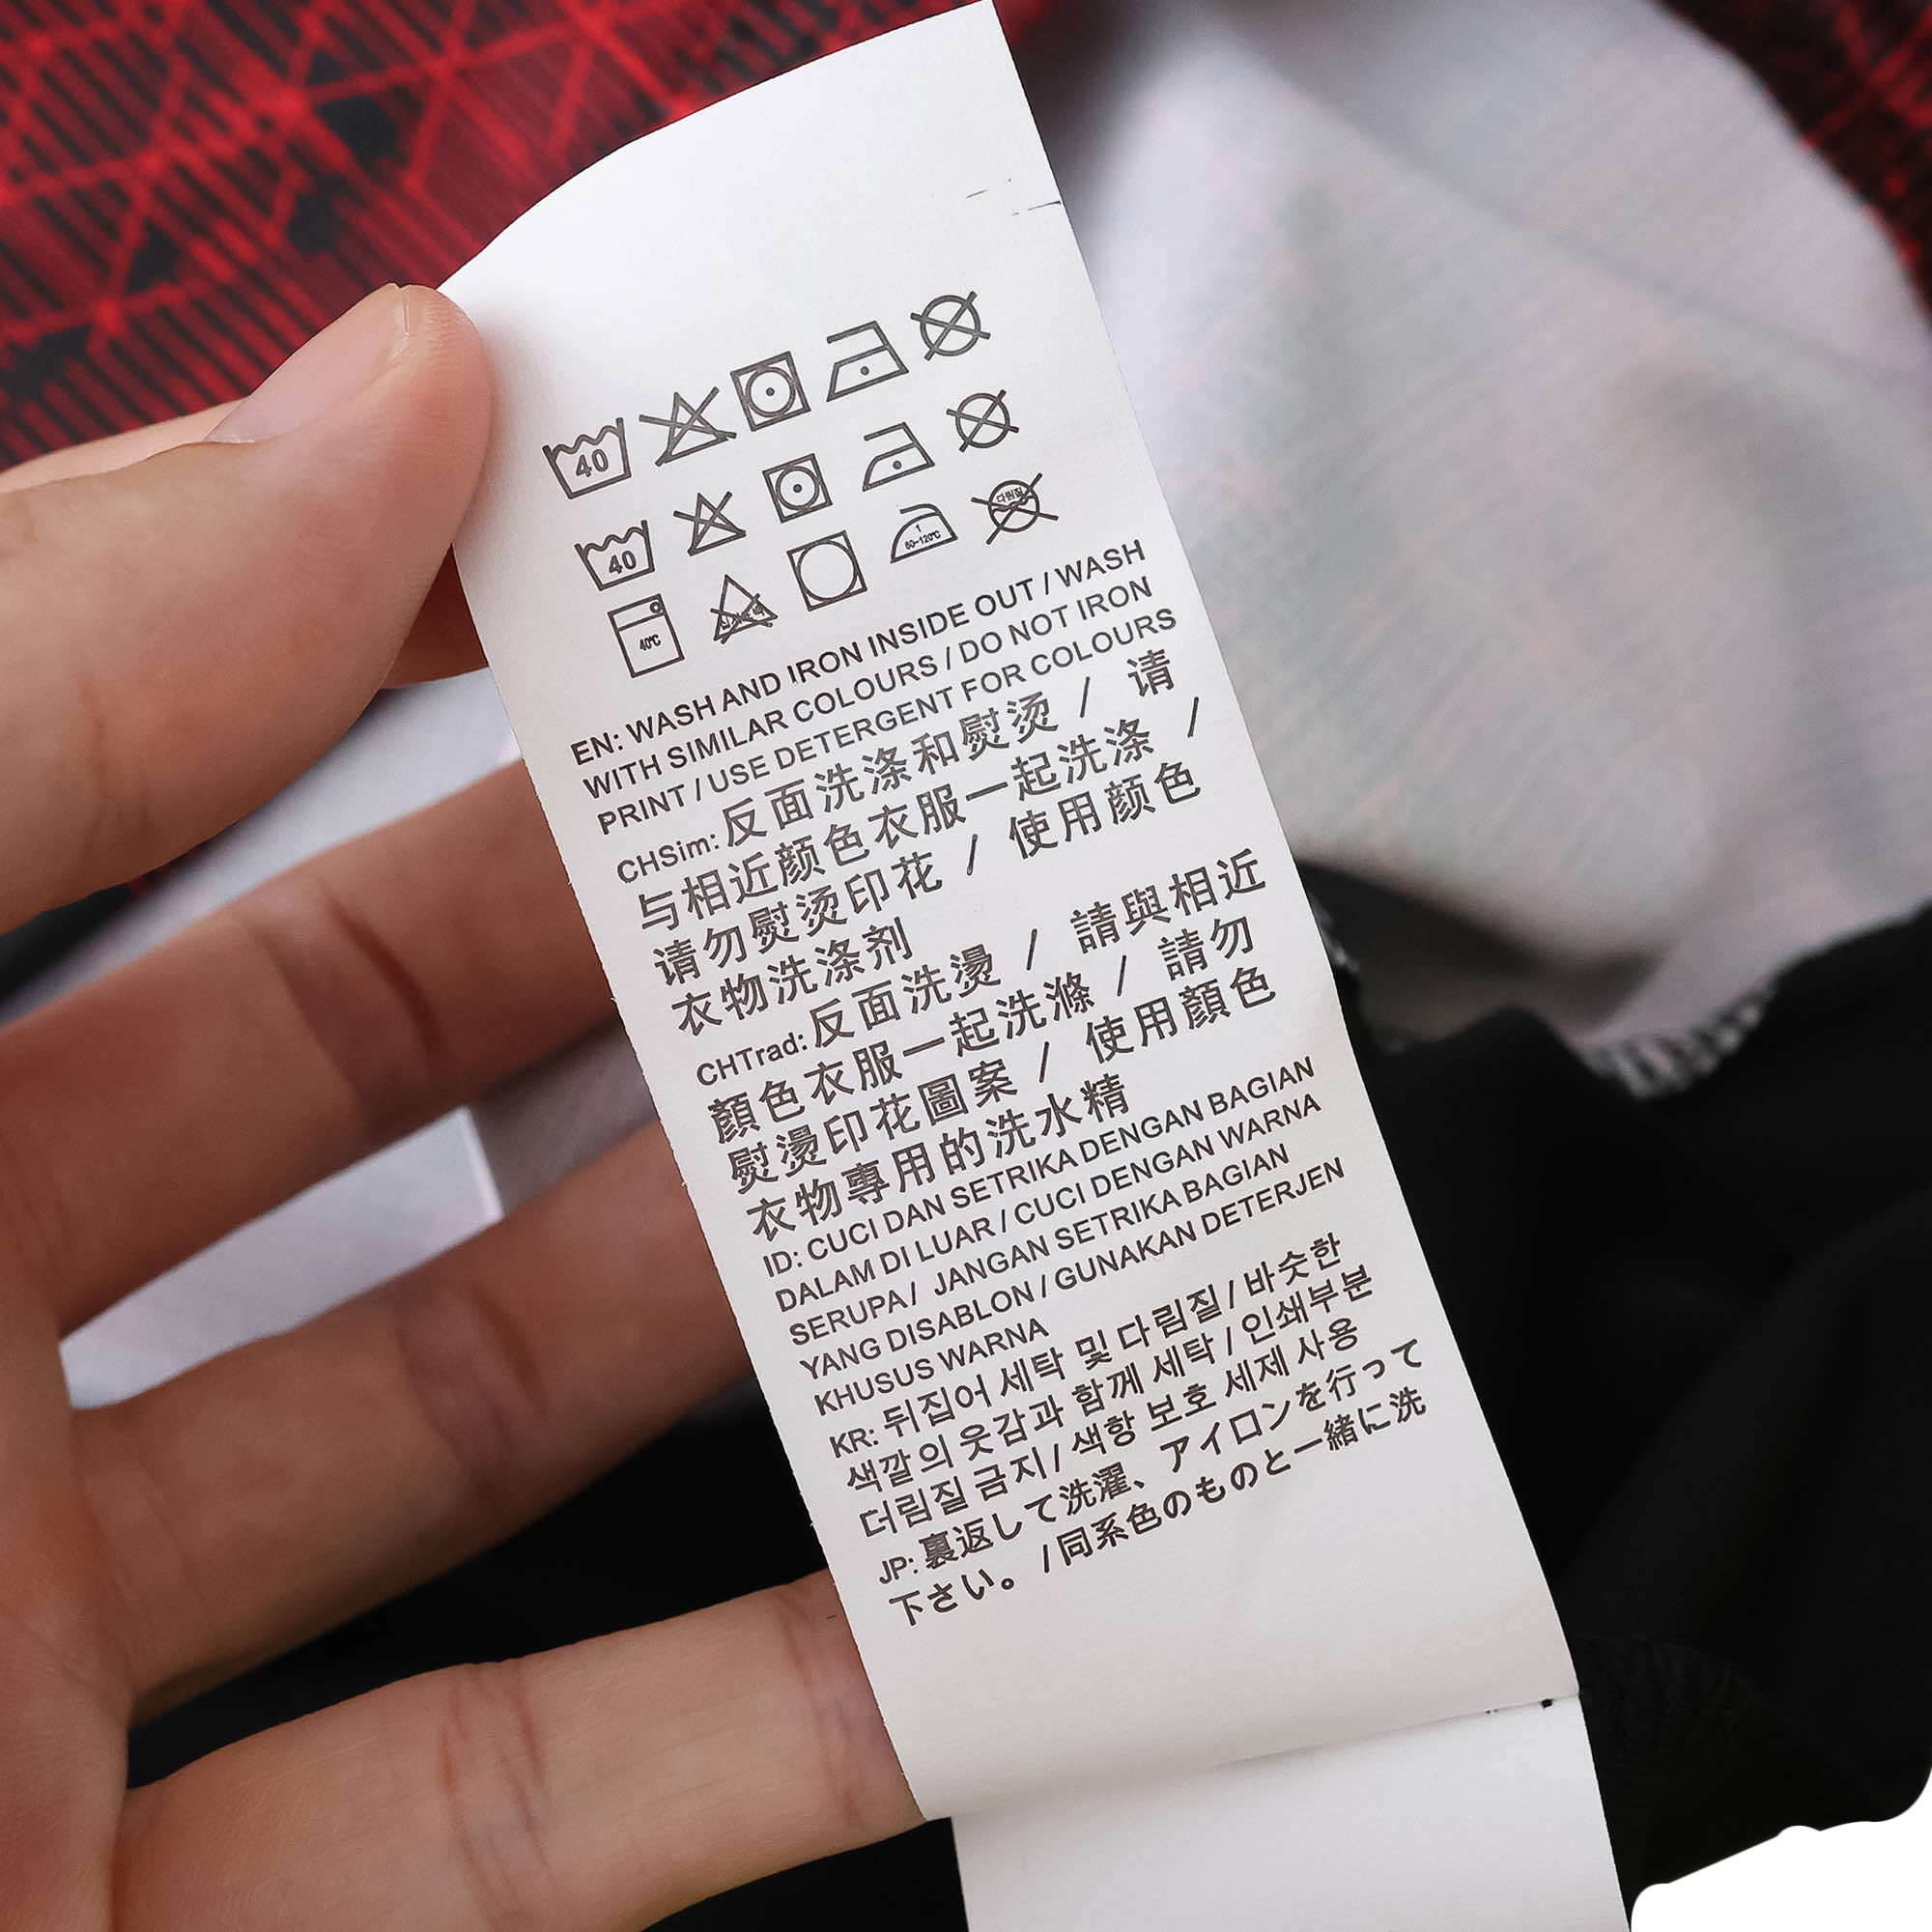 40
40
40℃
1
60~120℃
다림질
EN: WASH AND IRON INSIDE OUT / WASH
WITH SIMILAR COLOURS / DO NOT IRON
PRINT / USE DETERGENT FOR COLOURS
CHSim: 反面洗涤和熨烫 / 请
与相近颜色衣服一起洗涤 /
请勿熨烫印花 / 使用颜色
衣物洗涤剂
CHTrad: 反面洗燙 / 請與相近
顏色衣服一起洗滌 / 請勿
熨燙印花圖案 / 使用顏色
衣物專用的洗水精
ID: CUCI DAN SETRIKA DENGAN BAGIAN
DALAM DI LUAR / CUCI DENGAN WARNA
SERUPA / JANGAN SETRIKA BAGIAN
YANG DISABLON / GUNAKAN DETERJEN
KHUSUS WARNA
KR: 뒤집어 세탁 및 다림질 / 바슷한
색깔의 옷감과 함께 세탁 / 인쇄부분
더림질 금지 / 색항 보호 세제 사용
JP: 裏返して洗濯、アイロンを行って
下さい。 / 同系色のものと一緒に洗